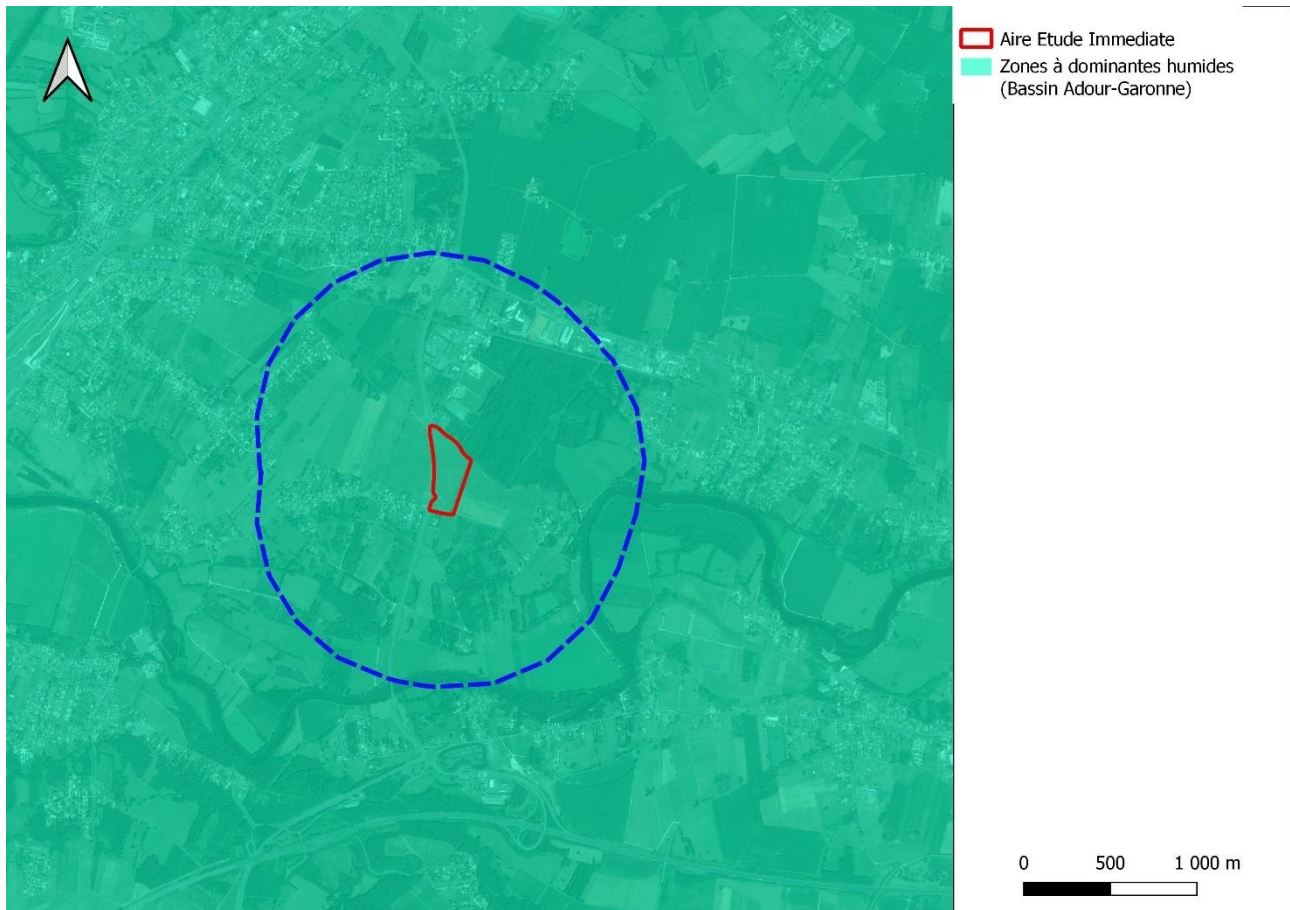 Aire Etude Immediate
Zones à dominantes humides
(Bassin Adour-Garonne)
0 500 1 000 m